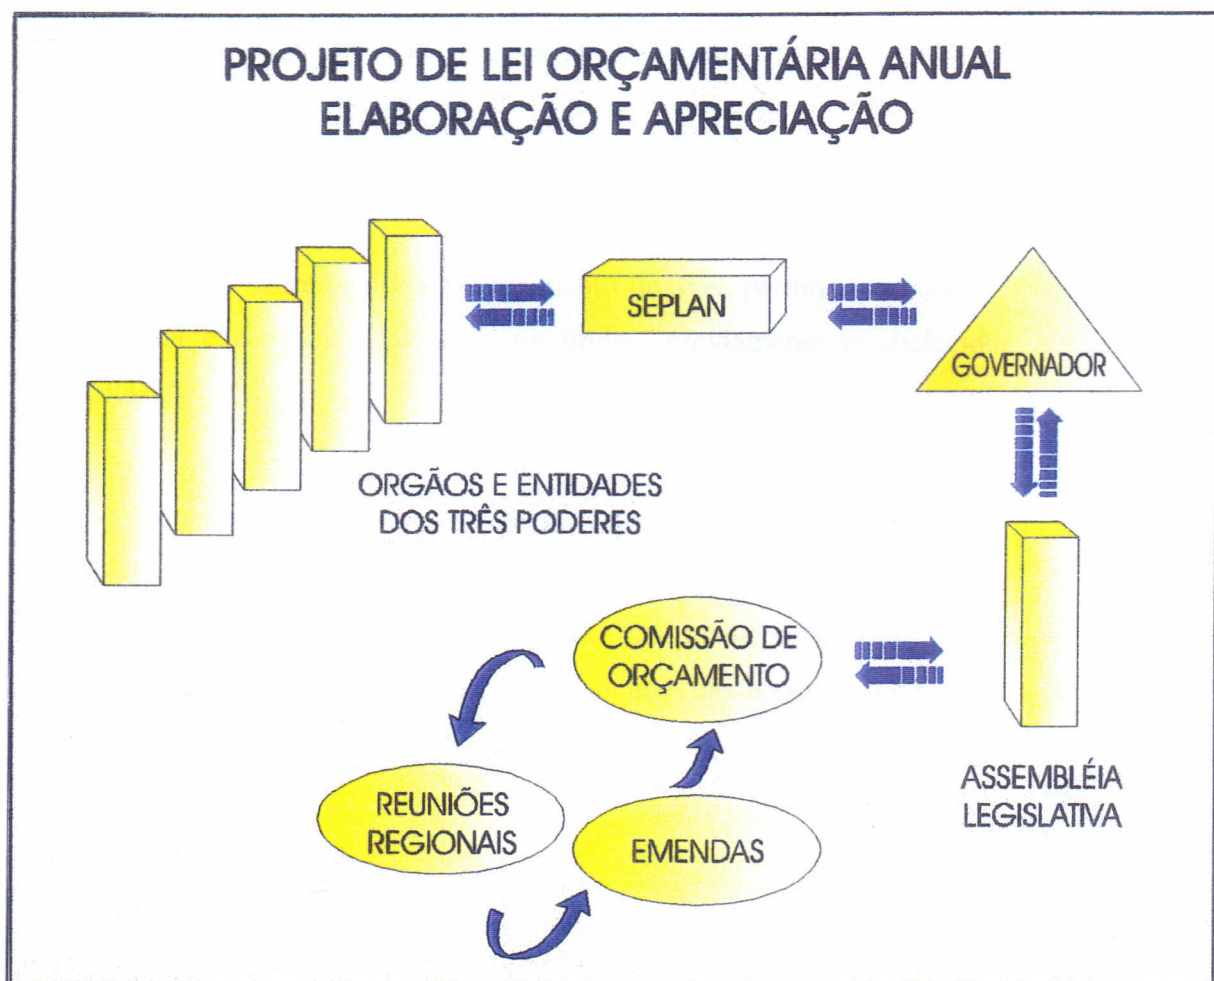 PROJETO DE LEI ORÇAMENTÁRIA ANUAL
ELABORAÇÃO E APRECIAÇÃO
SEPLAN
GOVERNADOR
ORGÃOS E ENTIDADES
DOS TRÊS PODERES
COMISSÃO DE
ORÇAMENTO
REUNIÕES
REGIONAIS
EMENDAS
ASSEMBLÉIA
LEGISLATIVA